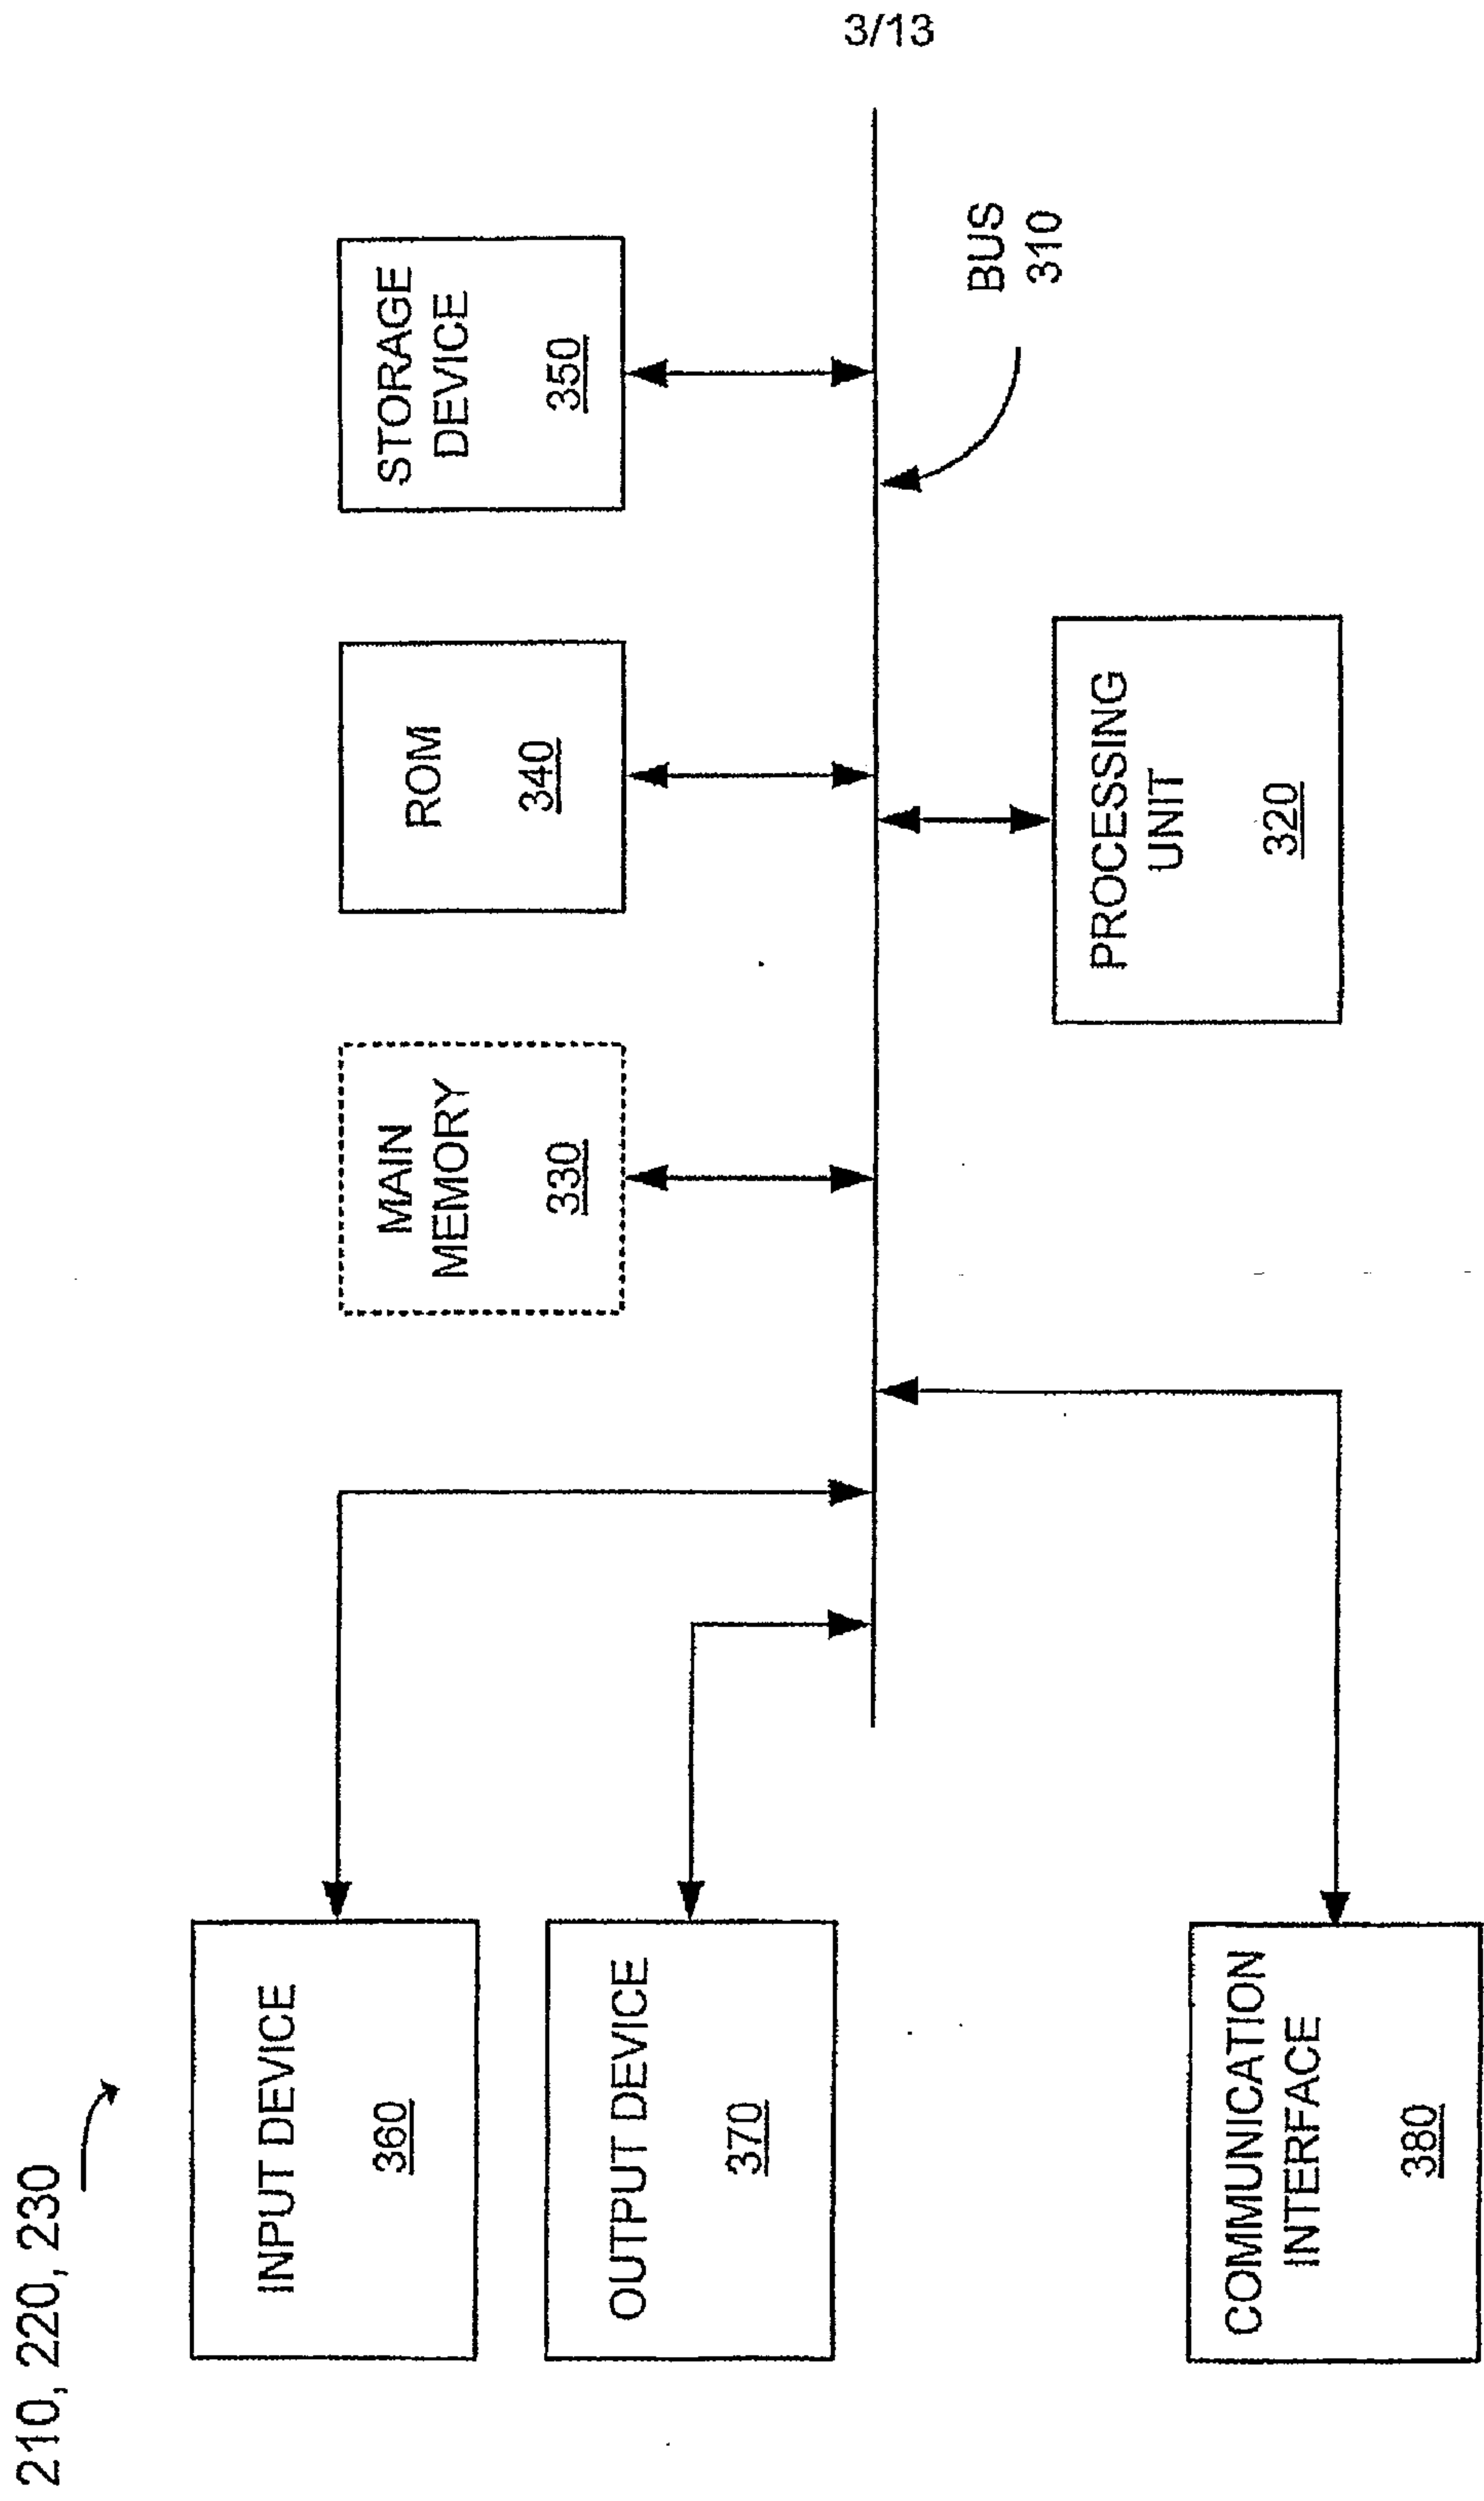 3/13
210, 220, 230
INPUT DEVICE
360
OUTPUT DEVICE
370
COMMUNICATION
INTERFACE
380
MAIN
MEMORY
330
ROM
340
STORAGE
DEVICE
350
PROCESSING
UNIT
320
BUS
310